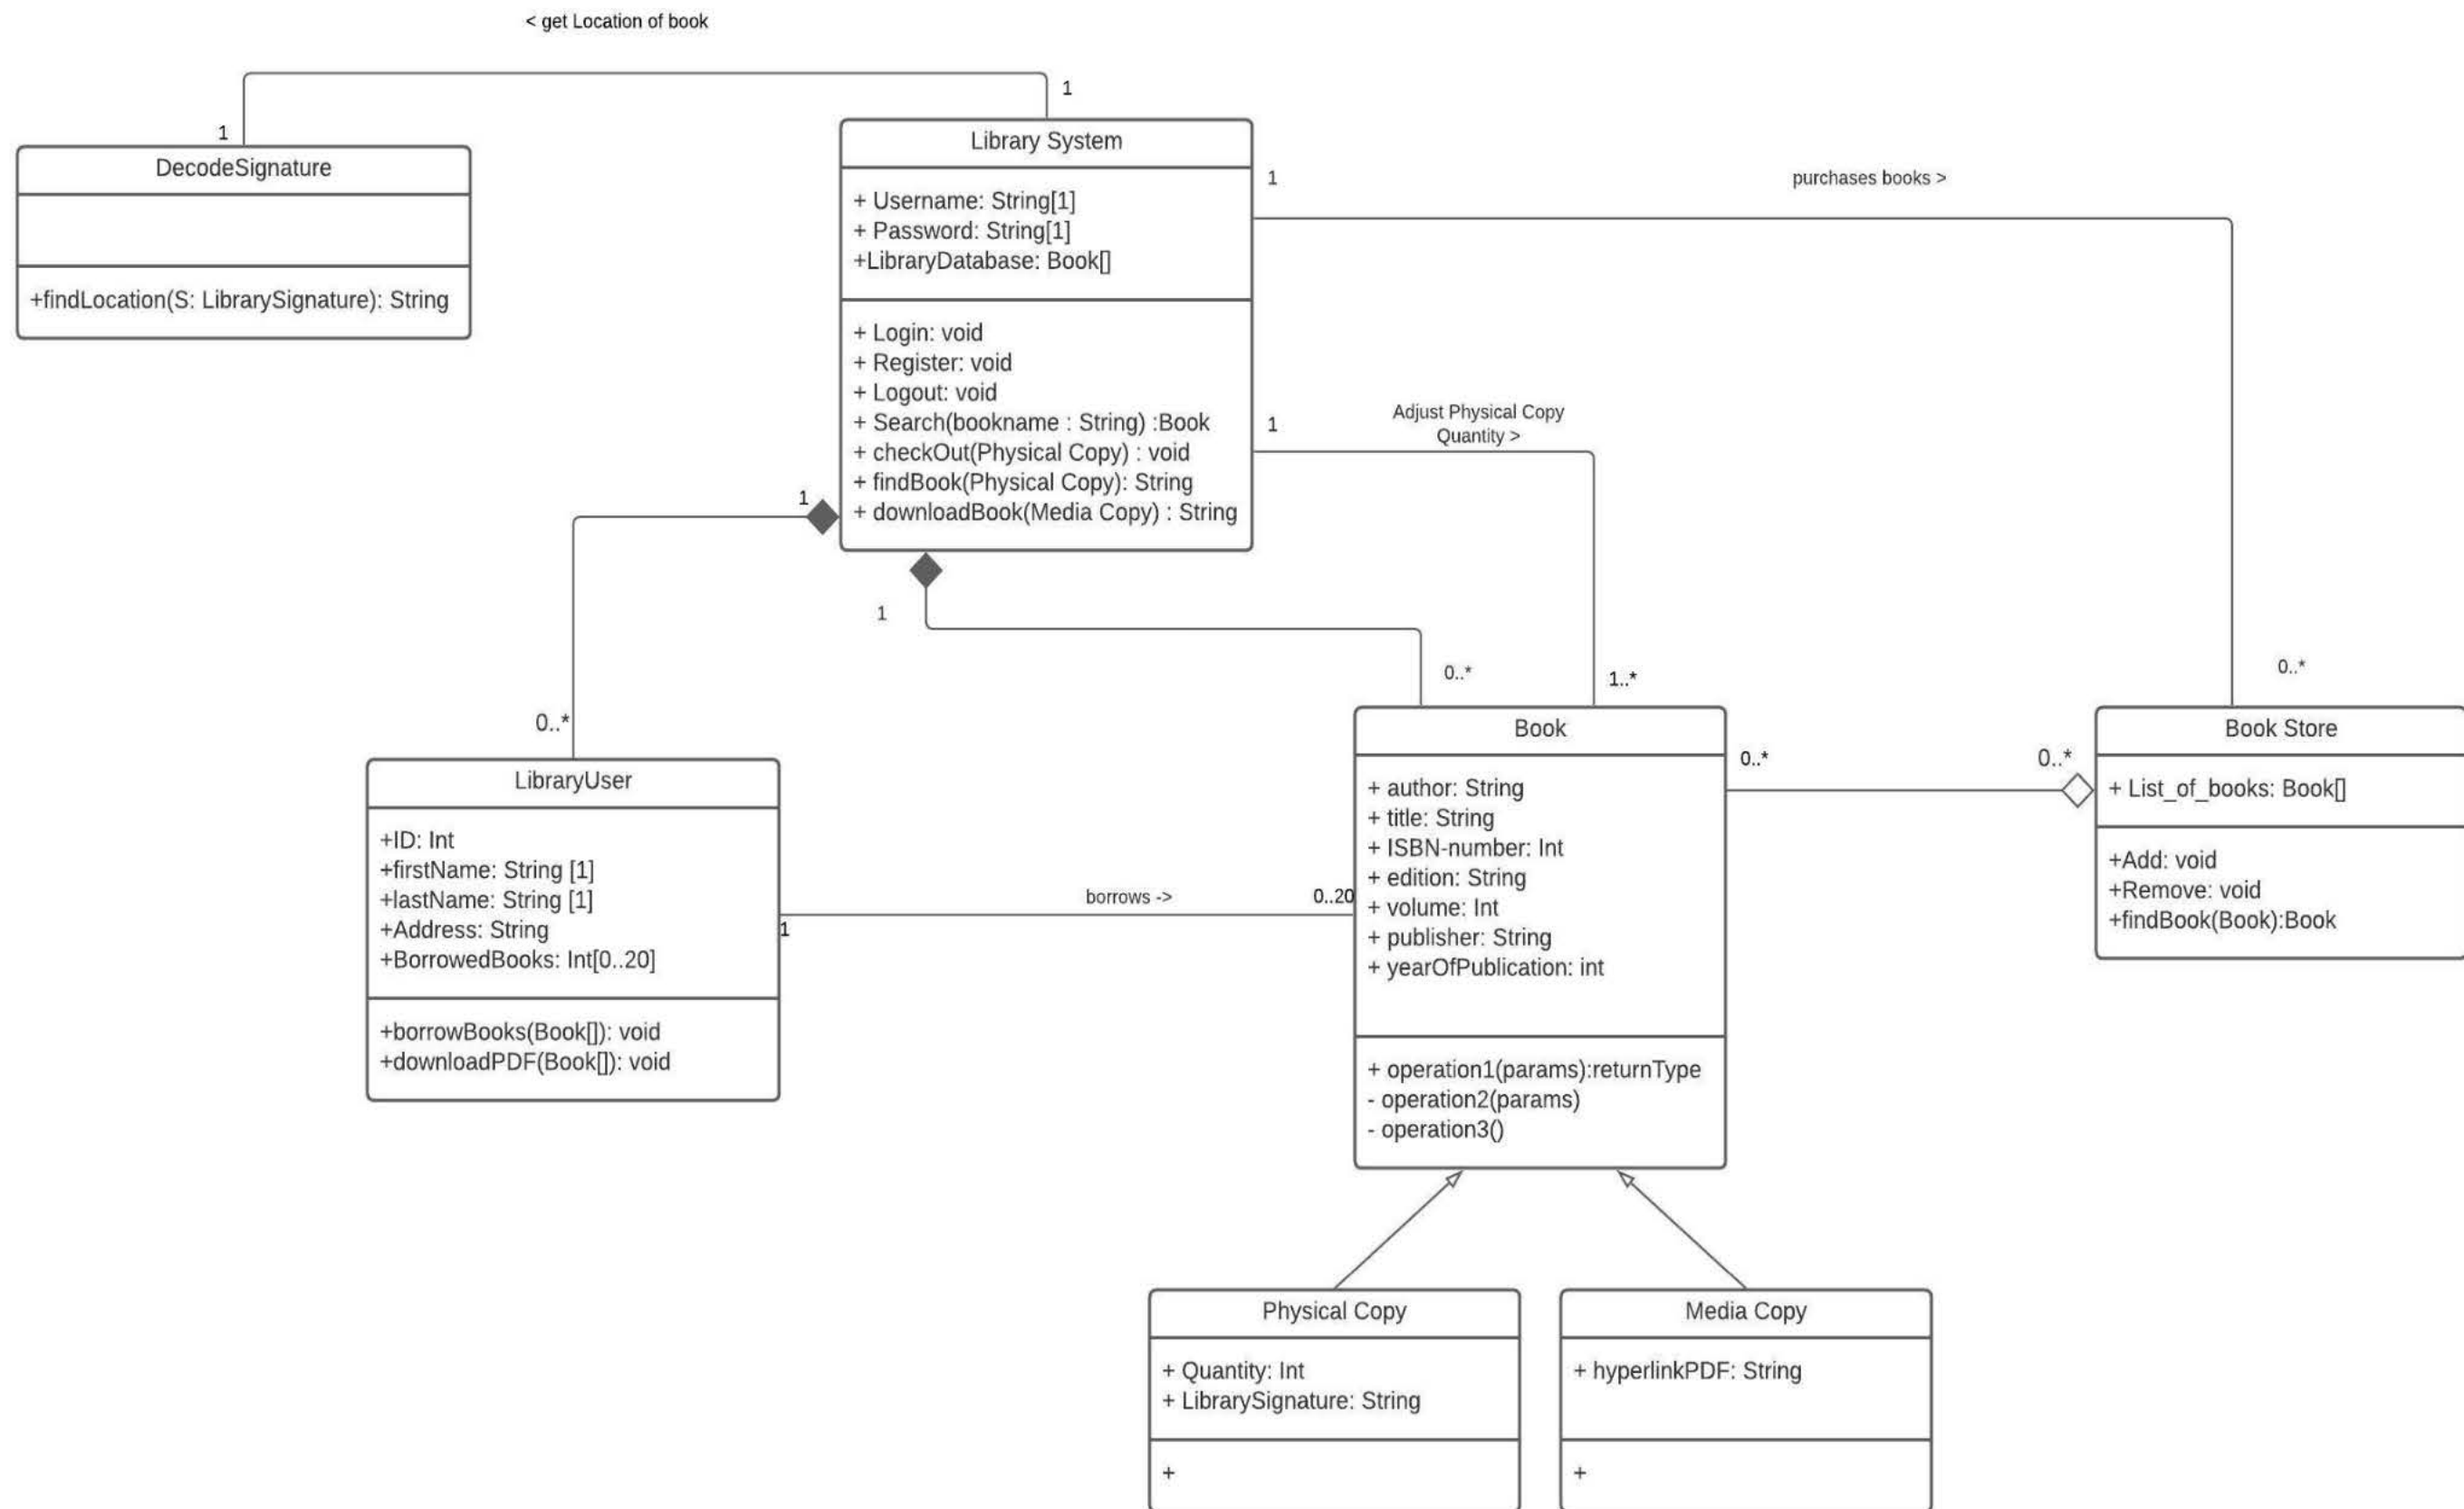 < get Location of book
1
1
DecodeSignature
+findLocation(S: LibrarySignature): String
Library System
+ Username: String[1]
+ Password: String[1]
+LibraryDatabase: Book[]
+ Login: void
+ Register: void
+ Logout: void
+ Search(bookname : String) :Book
+ checkOut(Physical Copy) : void
+ findBook(Physical Copy): String
+ downloadBook(Media Copy) : String
1
purchases books >
0..*
1
Adjust Physical Copy
Quantity >
1..*
1
0..*
1
0..*
LibraryUser
+ID: Int
+firstName: String [1]
+lastName: String [1]
+Address: String
+BorrowedBooks: Int[0..20]
+borrowBooks(Book[]): void
+downloadPDF(Book[]): void
1
borrows ->
0..20
Book
+ author: String
+ title: String
+ ISBN-number: Int
+ edition: String
+ volume: Int
+ publisher: String
+ yearOfPublication: int
+ operation1(params):returnType
- operation2(params)
- operation3()
0..*
0..*
Book Store
+ List_of_books: Book[]
+Add: void
+Remove: void
+findBook(Book):Book
Physical Copy
+ Quantity: Int
+ LibrarySignature: String
+
Media Copy
+ hyperlinkPDF: String
+